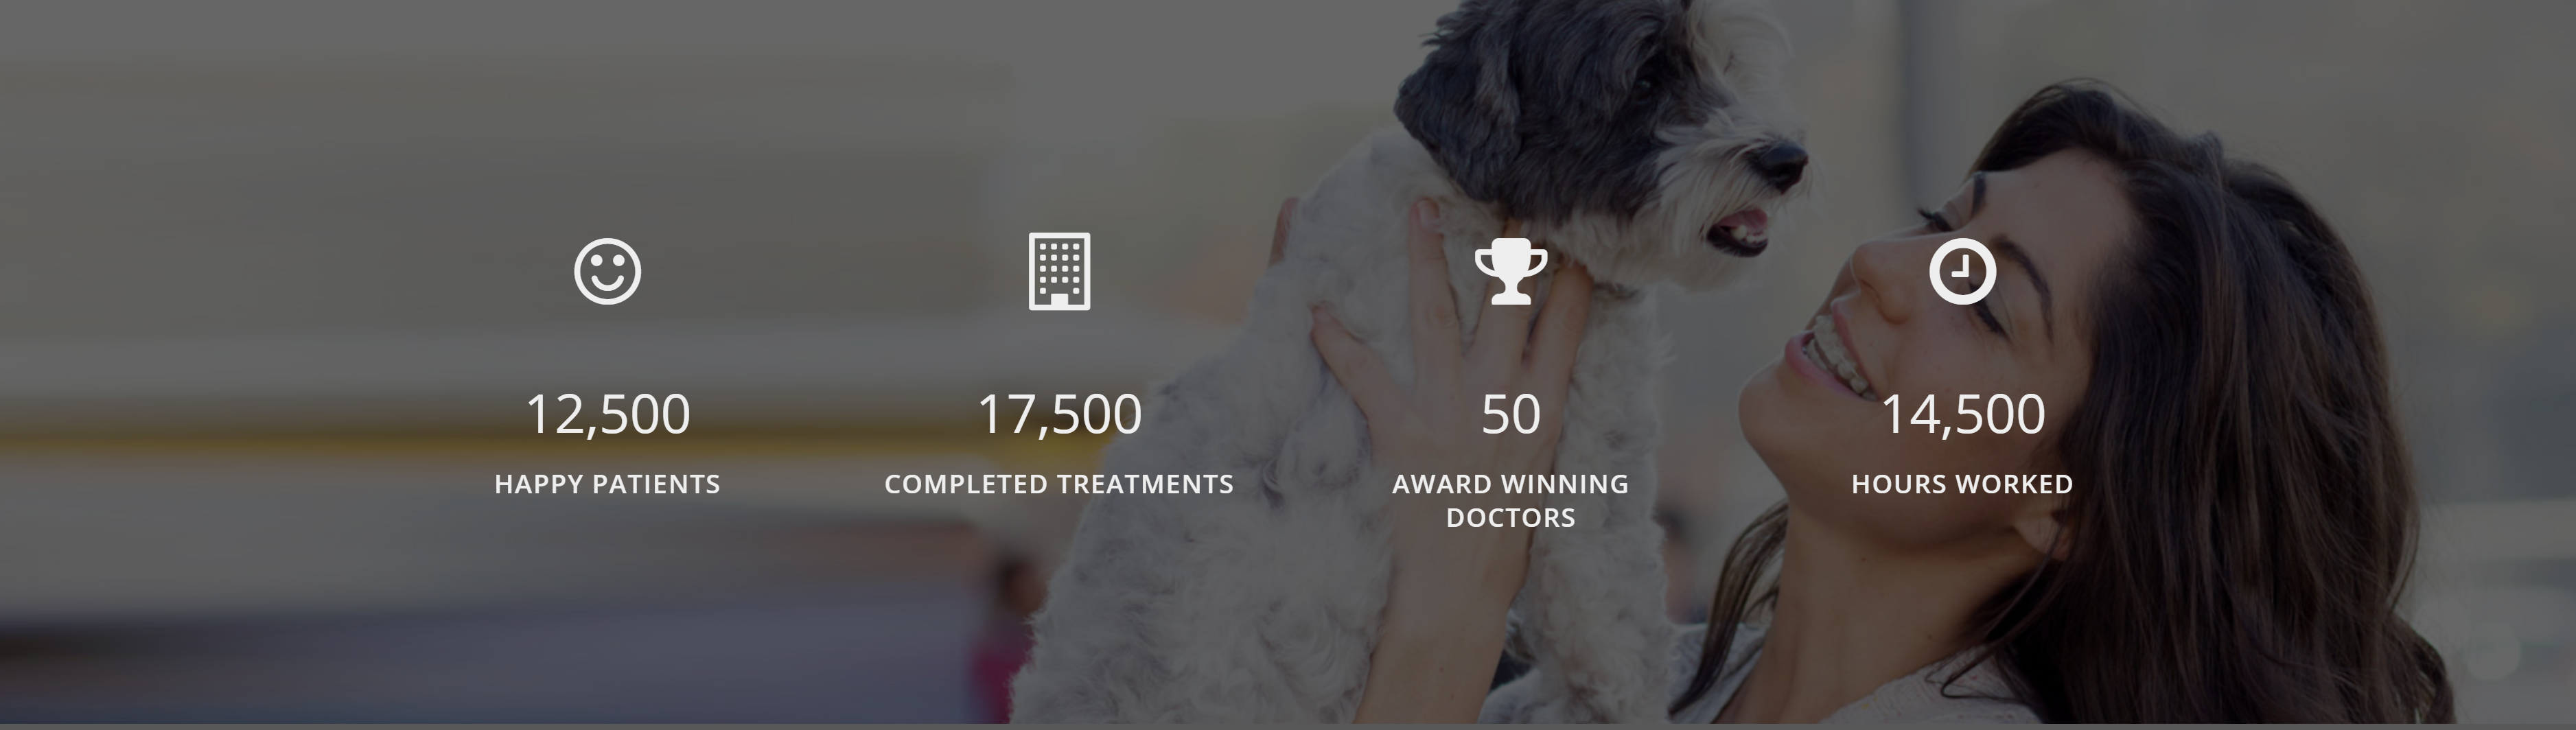 12,500
HAPPY PATIENTS
17,500
COMPLETED TREATMENTS
50
AWARD WINNING
DOCTORS
14,500
HOURS WORKED